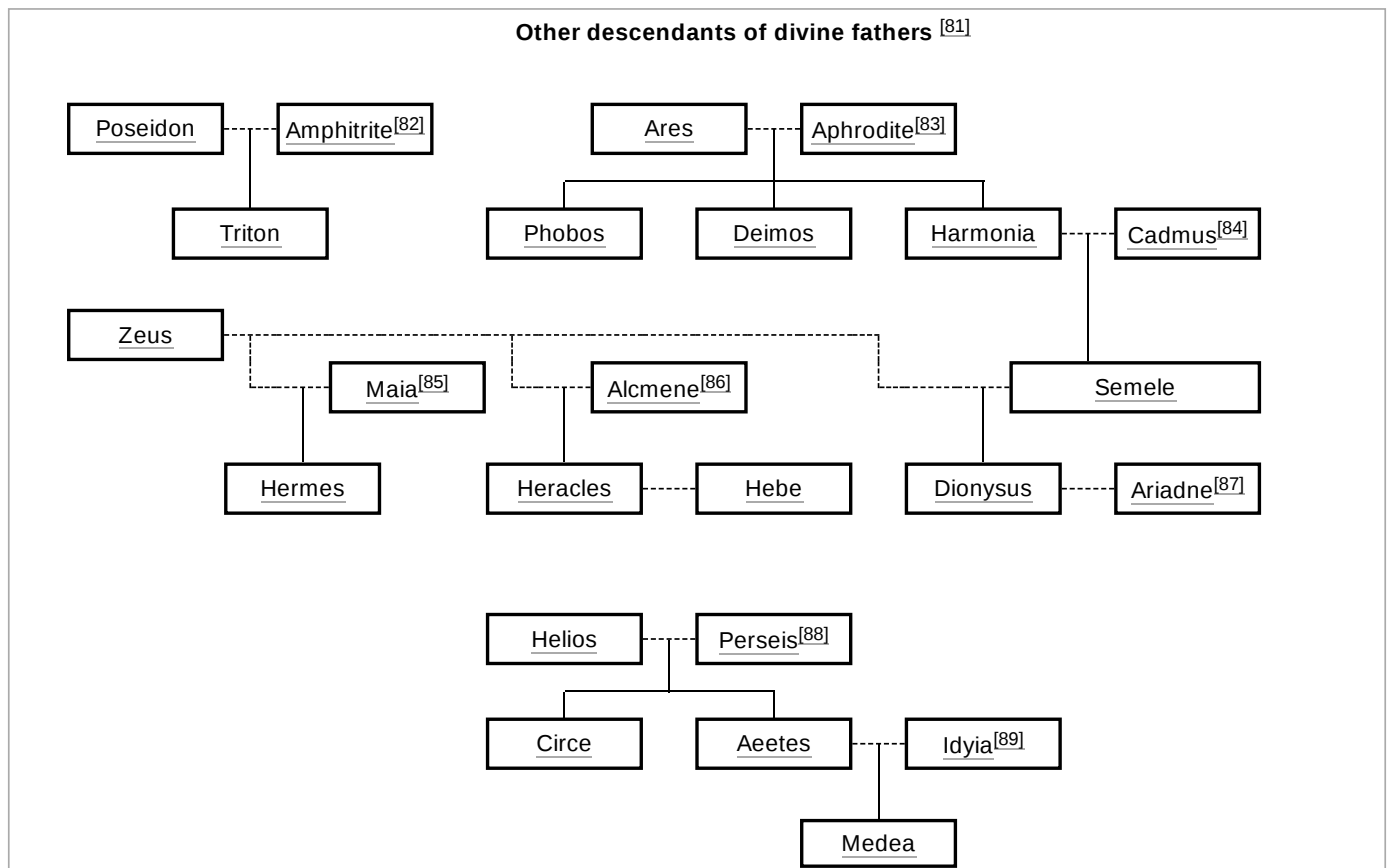 Other descendants of divine fathers [81]
Poseidon Amphitrite[82] Ares Aphrodite[83]
Triton Phobos Deimos Harmonia Cadmus[84]
Zeus
Maia[85] Alcmene[86] Semele
Hermes Heracles Hebe Dionysus Ariadne[87]
Helios Perseis[88]
Circe Aeetes Idyia[89]
Medea